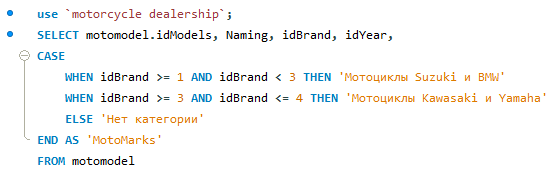 use `motorcycle dealership`;
SELECT motomodel.idModels, Naming, idBrand, idYear,
CASE
WHEN idBrand >= 1 AND idBrand < 3 THEN 'Мотоциклы Suzuki и BMW'
WHEN idBrand >= 3 AND idBrand <= 4 THEN 'Мотоциклы Kawasaki и Yamaha'
ELSE 'Нет категории'
END AS 'MotoMarks'
FROM motomodel